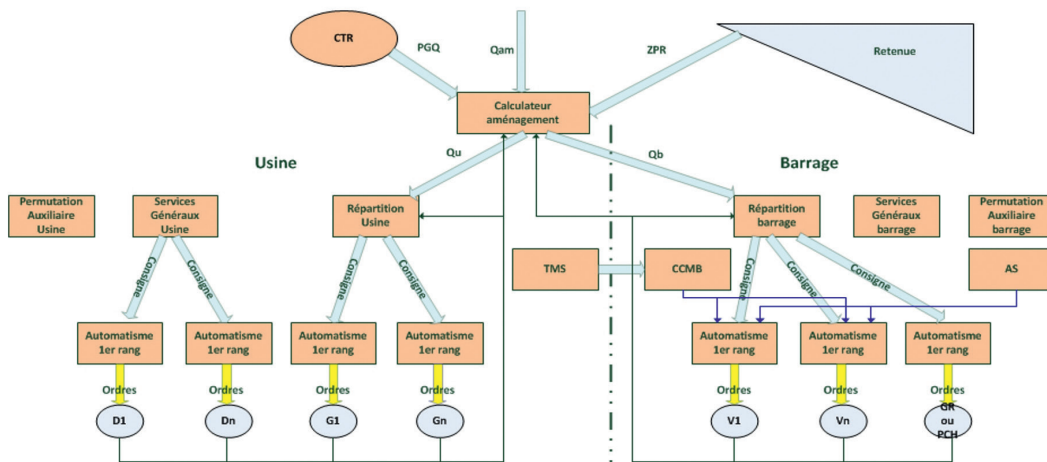 CTR
PGQ
Qam
ZPR
Retenue
Calculateur
aménagement
Qu
Qb
Usine
Barrage
Permutation
Auxiliaire
Usine
Services
Généraux
Usine
Répartition
Usine
Répartition
barrage
Services
Généraux
barrage
Permutation
Auxiliaire
barrage
TMS
CCMB
AS
Consigne
Consigne
Consigne
Consigne
Consigne
Consigne
Consigne
Automatisme
1er rang
Automatisme
1er rang
Automatisme
1er rang
Automatisme
1er rang
Automatisme
1er rang
Automatisme
1er rang
Automatisme
1er rang
Ordres
Ordres
Ordres
Ordres
Ordres
Ordres
Ordres
D1
Dn
G1
Gn
V1
Vn
GR
ou
PCH